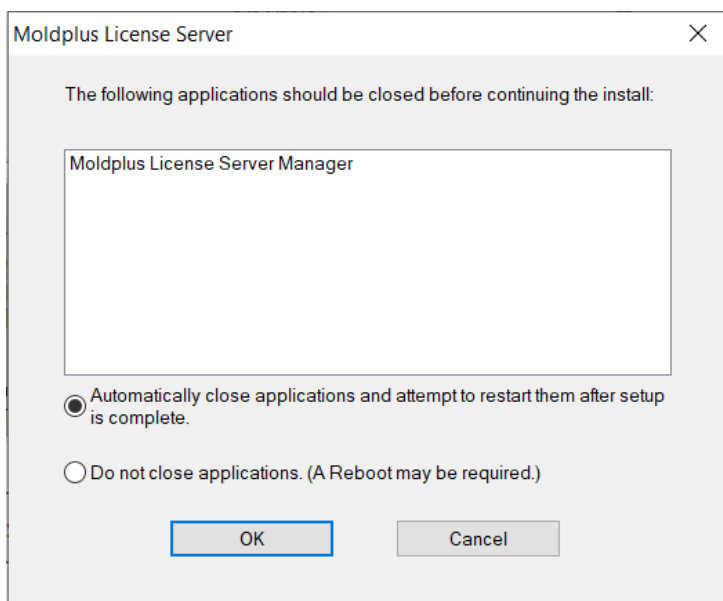 Moldplus License Server
The following applications should be closed before continuing the install:
Moldplus License Server Manager
Automatically close applications and attempt to restart them after setup
is complete.
Do not close applications. (A Reboot may be required.)
OK
Cancel